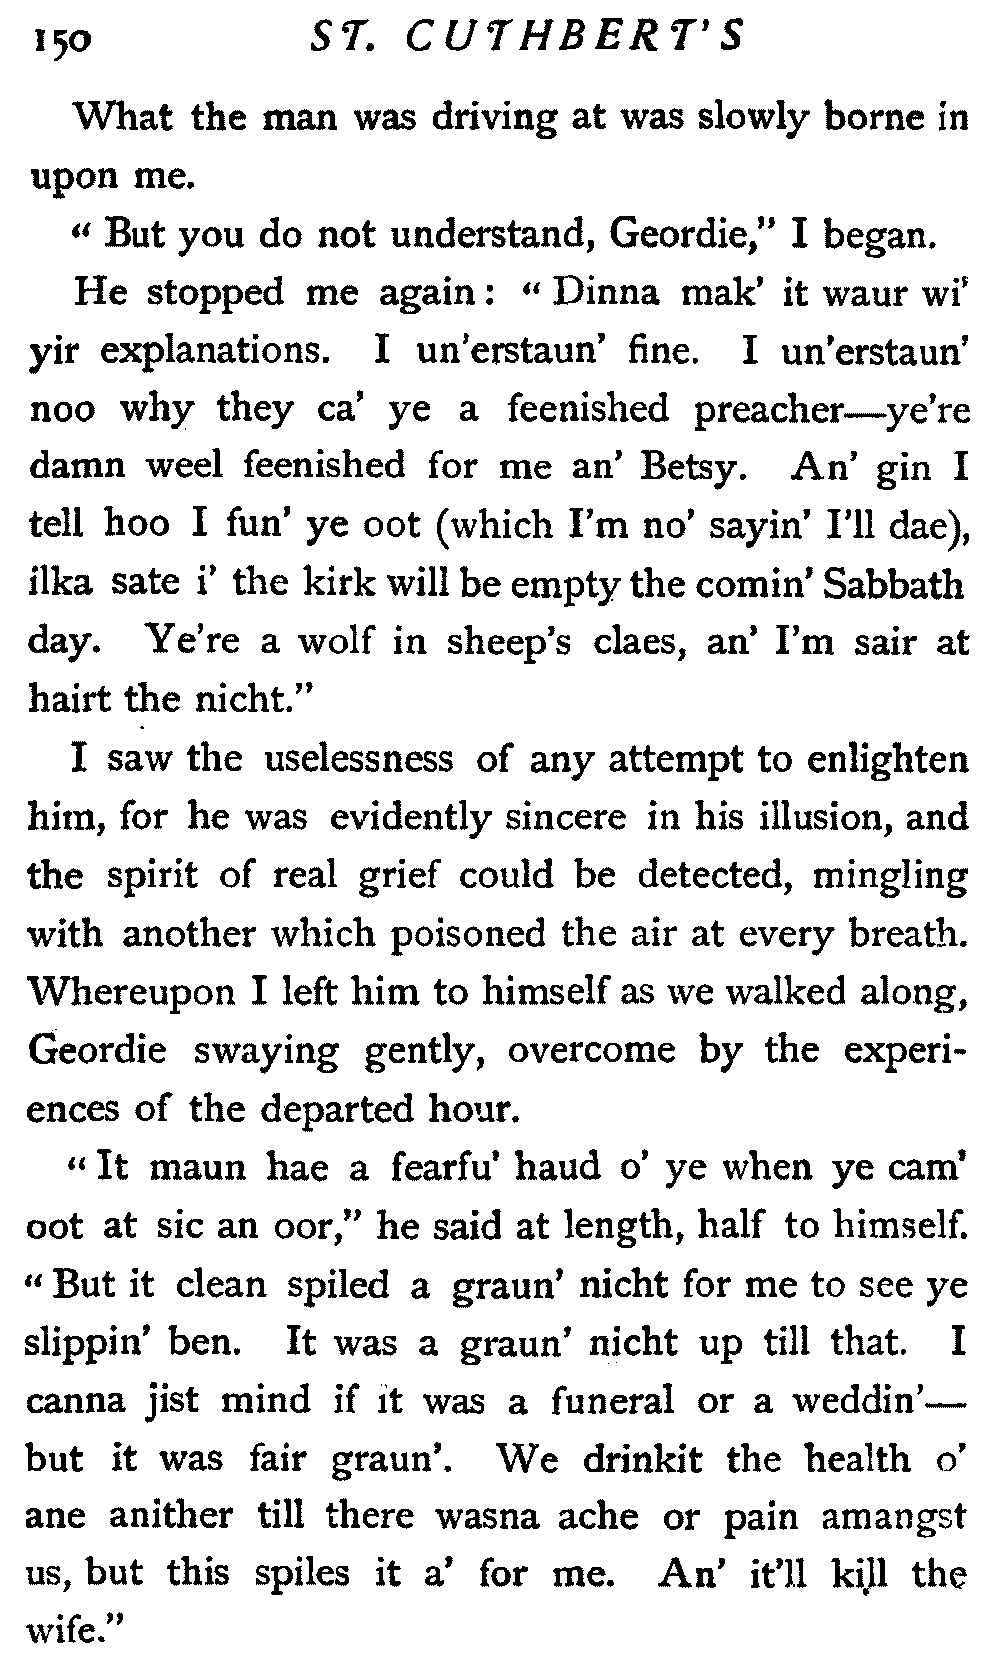 150 ST. CUTHBERT'S
What the man was driving at was slowly borne in
upon me.
" But you do not understand, Geordie," I began.
He stopped me again: " Dinna mak' it waur wi'
yir explanations. I un'erstaun' fine. I un'erstaun'
noo why they ca' ye a feenished preacher—ye're
damn weel feenished for me an' Betsy. An' gin I
tell hoo I fun' ye oot (which I'm no' sayin' I'll dae),
ilka sate i' the kirk will be empty the comin' Sabbath
day. Ye're a wolf in sheep's claes, an' I'm sair at
hairt the nicht."
I saw the uselessness of any attempt to enlighten
him, for he was evidently sincere in his illusion, and
the spirit of real grief could be detected, mingling
with another which poisoned the air at every breath.
Whereupon I left him to himself as we walked along,
Geordie swaying gently, overcome by the experi-
ences of the departed hour.
" It maun hae a fearfu' haud o' ye when ye cam'
oot at sic an oor," he said at length, half to himself.
" But it clean spiled a graun' nicht for me to see ye
slippin' ben. It was a graun' nicht up till that. I
canna jist mind if it was a funeral or a weddin'—
but it was fair graun'. We drinkit the health o'
ane anither till there wasna ache or pain amangst
us, but this spiles it a' for me. An' it'll kill the
wife."